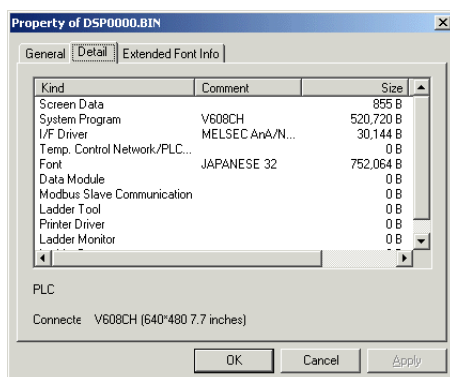 Property of DSP0000.BIN
General Detail Extended Font Info
Kind Comment Size
Screen Data 855 B
System Program V608CH 520,720 B
I/F Driver MELSEC AnA/N... 30,144 B
Temp. Control Network/PLC... 0 B
Font JAPANESE 32 752,064 B
Data Module 0 B
Modbus Slave Communication 0 B
Ladder Tool 0 B
Printer Driver 0 B
Ladder Monitor 0 B
PLC
Connecte V608CH (640*480 7.7 inches)
OK Cancel Apply